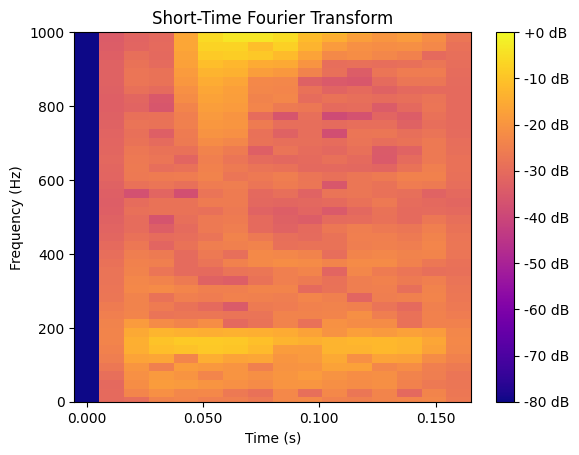 Short-Time Fourier Transform
1000
800
600
400
200
0
Frequency (Hz)
0.000
0.050
0.100
0.150
Time (s)
+0 dB
-10 dB
-20 dB
-30 dB
-40 dB
-50 dB
-60 dB
-70 dB
-80 dB